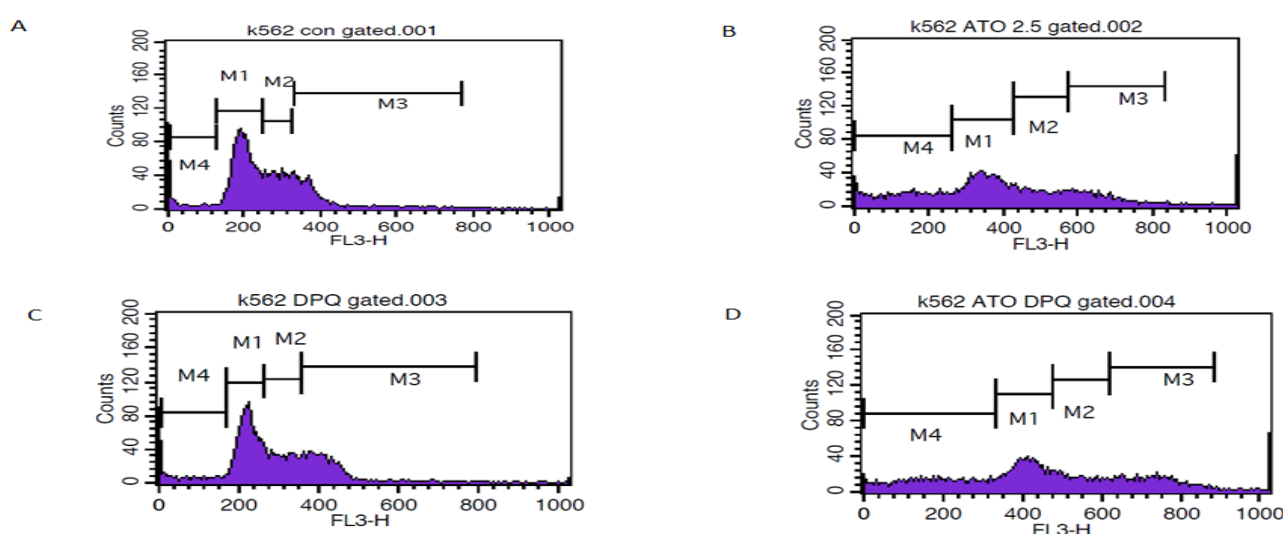 A
k562 con gated.001
200
160
120
80
40
0
Counts
M1
M2
M3
M4
0 200 400 600 800 1000
FL3-H
B
k562 ATO 2.5 gated.002
200
160
120
80
40
0
Counts
M3
M2
M1
M4
0 200 400 600 800 1000
FL3-H
C
k562 DPQ gated.003
200
160
120
80
40
0
Counts
M1
M2
M4
M3
0 200 400 600 800 1000
FL3-H
D
k562 ATO DPQ gated.004
200
160
120
80
40
0
Counts
M3
M1
M2
M4
0 200 400 600 800 1000
FL3-H